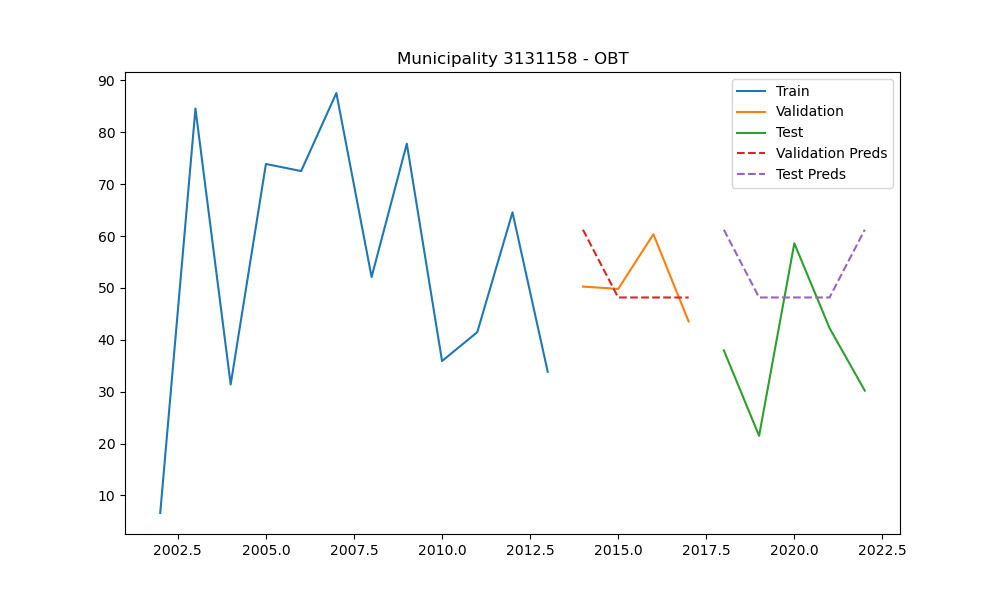 Municipality 3131158 - OBT
90
80
70
60
50
40
30
20
10
Train
Validation
Test
Validation Preds
Test Preds
2002.5 2005.0 2007.5 2010.0 2012.5 2015.0 2017.5 2020.0 2022.5